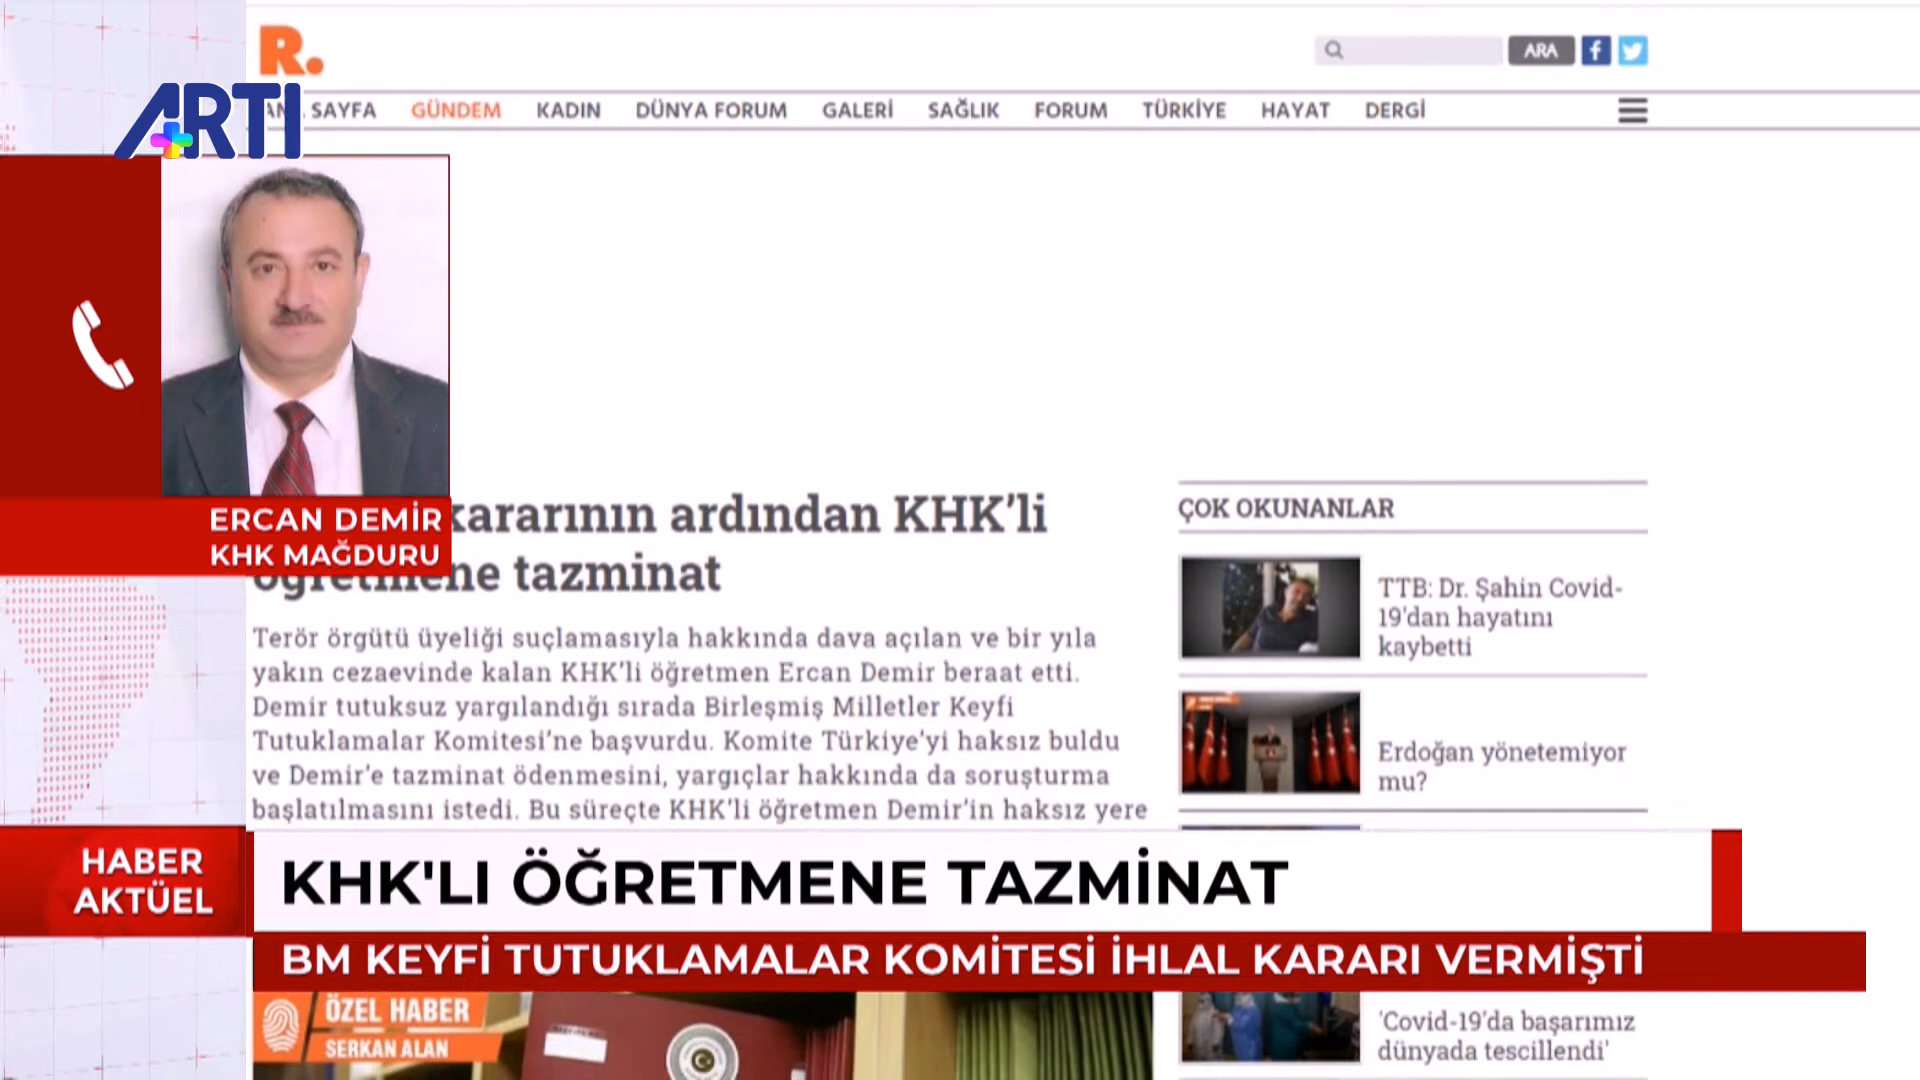 R.
ARA
ARTI
SAYFA GÜNDEM KADIN DÜNYA FORUM GALERİ SAĞLIK FORUM TÜRKİYE HAYAT DERGİ
ERCAN DEMİR
KHK MAĞDURU
kararının ardından KHK’li
öğretmene tazminat
Terör örgütü üyeliği suçlamasıyla hakkında dava açılan ve bir yıla
yakın cezaevinde kalan KHK’li öğretmen Ercan Demir beraat etti.
Demir tutuksuz yargılandığı sırada Birleşmiş Milletler Keyfi
Tutuklamalar Komitesi’ne başvurdu. Komite Türkiye’yi haksız buldu
ve Demir’e tazminat ödenmesini, yargıçlar hakkında da soruşturma
başlatılmasını istedi. Bu süreçte KHK’li öğretmen Demir’in haksız yere
ÇOK OKUNANLAR
TTB: Dr. Şahin Covid-
19'dan hayatını
kaybetti
Erdoğan yönetemiyor
mu?
HABER
AKTÜEL
KHK'LI ÖĞRETMENE TAZMİNAT
BM KEYFİ TUTUKLAMALAR KOMİTESİ İHLAL KARARI VERMİŞTİ
ÖZEL HABER
SERKAN ALAN
'Covid-19'da başarımız
dünyada tescillendi'